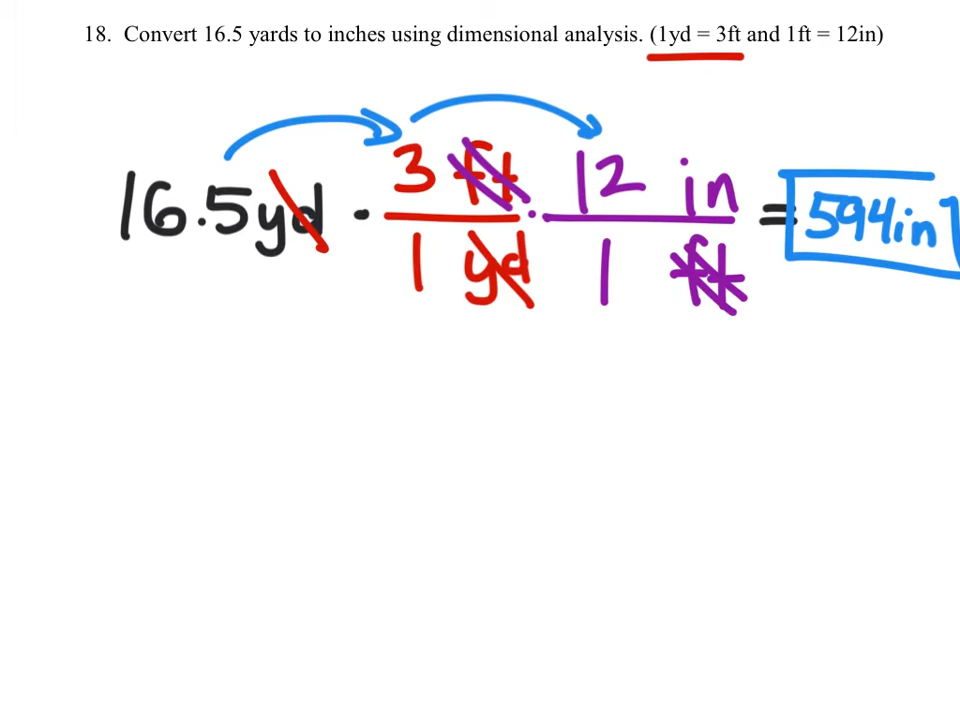 18. Convert 16.5 yards to inches using dimensional analysis. (1yd = 3ft and 1ft = 12in)
16.5yd · 3 ft / 1 yd · 12 in / 1 ft = 594in